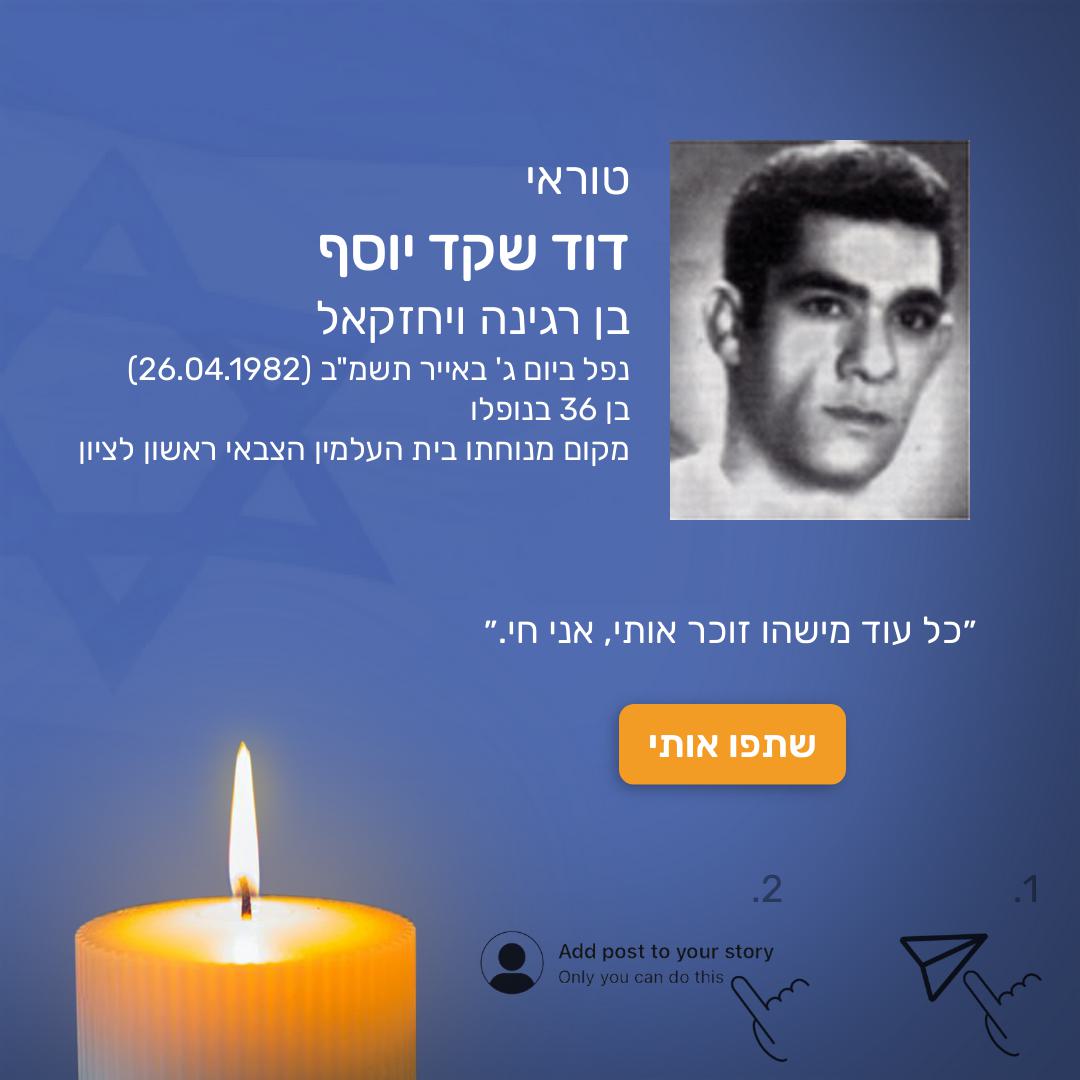 טוראי
דוד שקד יוסף
בן רגינה ויחזקאל
נפל ביום ג' באייר תשמ"ב (26.04.1982)
בן 36 בנופלו
מקום מנוחתו בית העלמין הצבאי ראשון לציון
״כל עוד מישהו זוכר אותי, אני חי.״
שתפו אותי
1.
2.
Add post to your story
Only you can do this